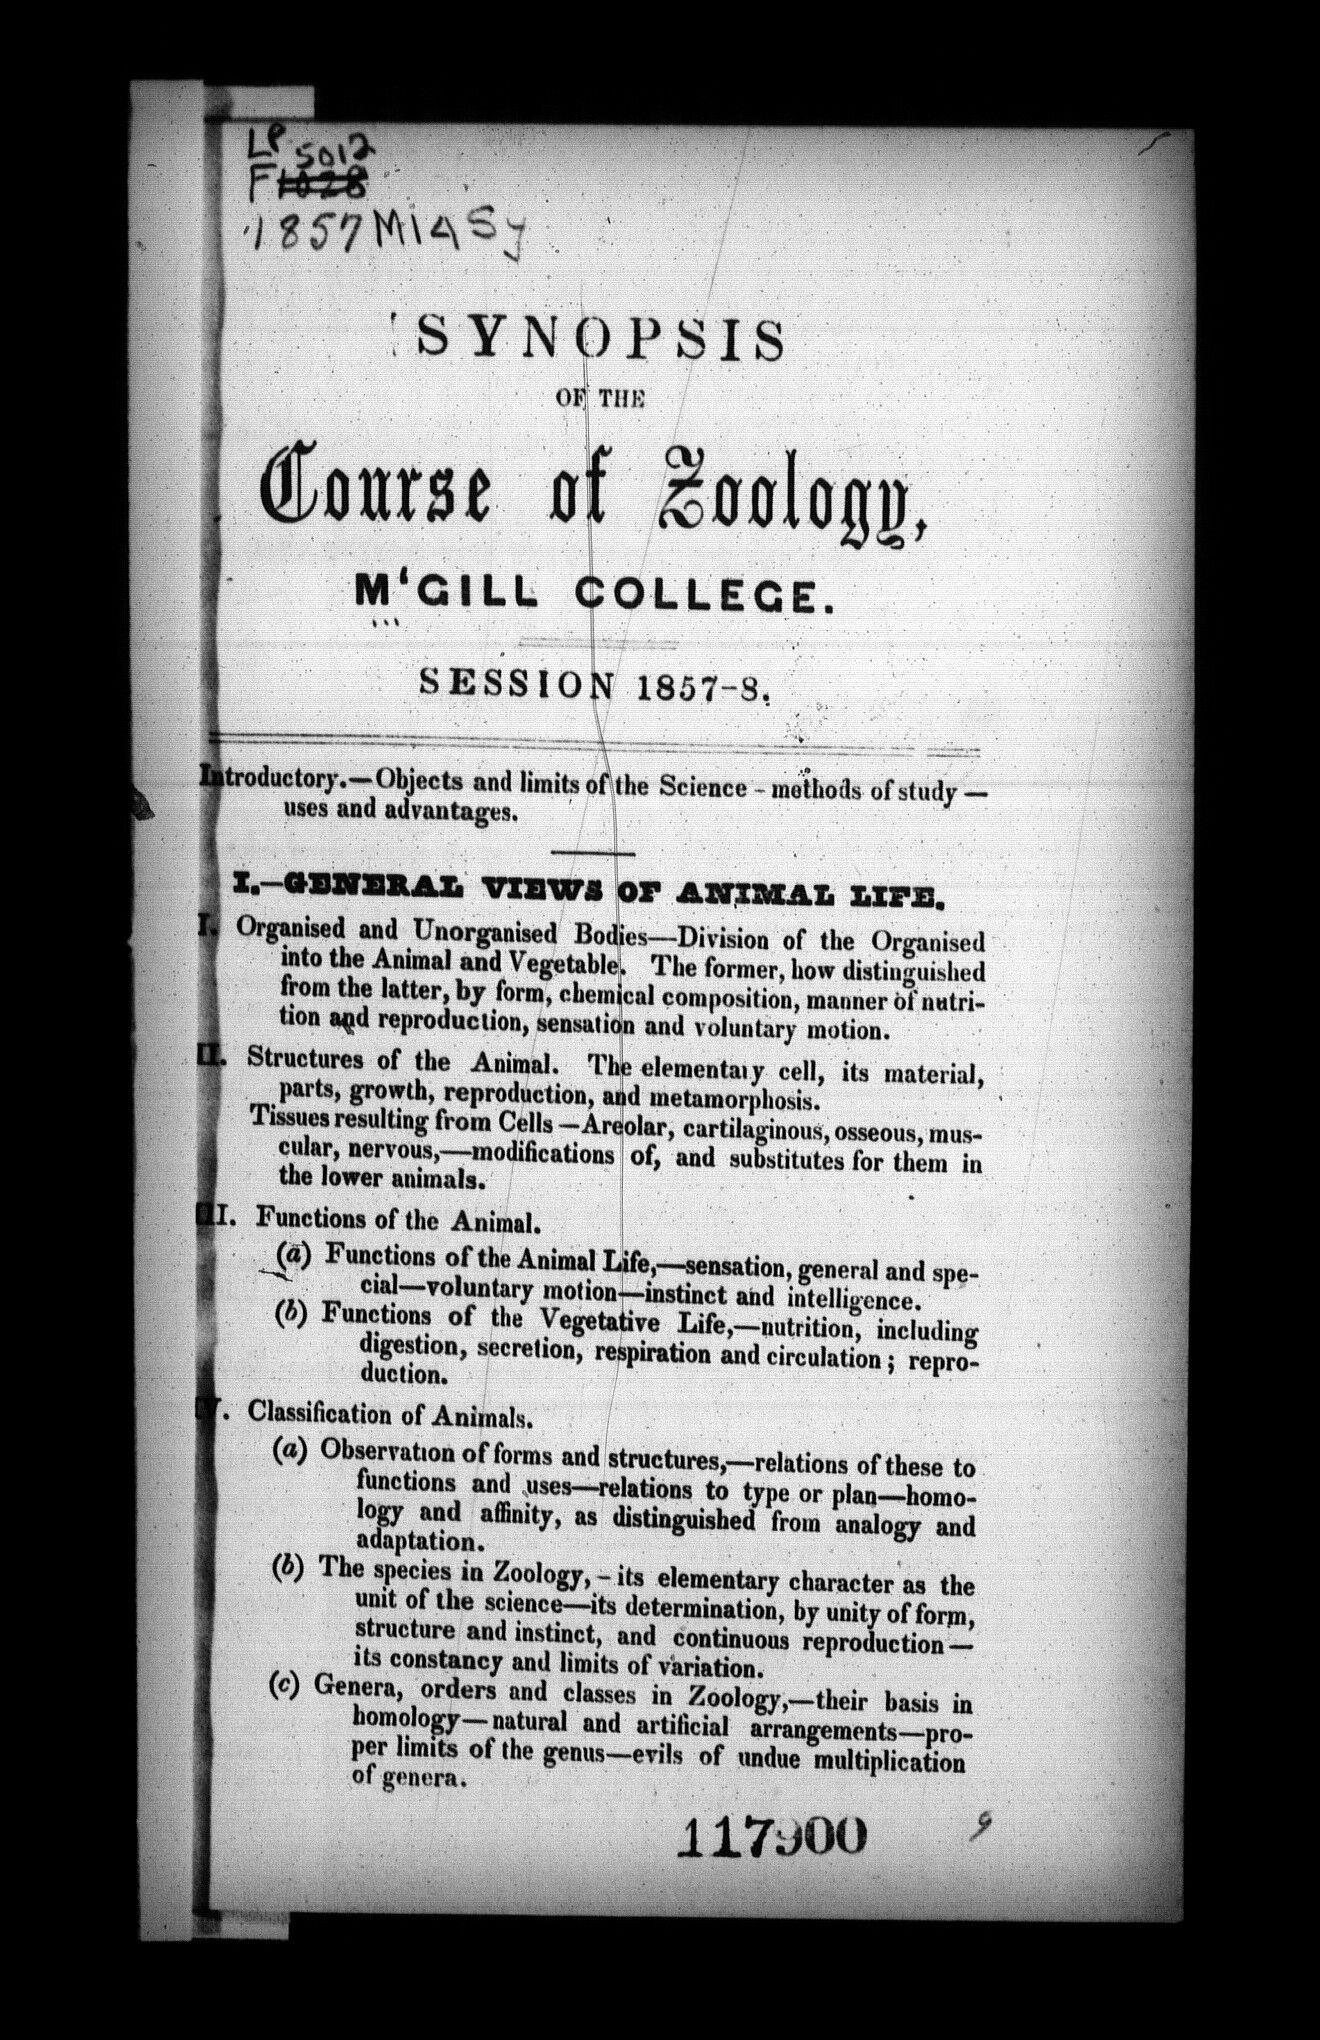 LP 5012
F 1028
1857 M1A Sy
SYNOPSIS
OF THE
Course of Zoology,
M‘GILL COLLEGE.
SESSION 1857-8.
Introductory.—Objects and limits of the Science - methods of study —
uses and advantages.
I.—GENERAL VIEWS OF ANIMAL LIFE.
I. Organised and Unorganised Bodies—Division of the Organised
into the Animal and Vegetable. The former, how distinguished
from the latter, by form, chemical composition, manner of nutri-
tion and reproduction, sensation and voluntary motion.
II. Structures of the Animal. The elementary cell, its material,
parts, growth, reproduction, and metamorphosis.
Tissues resulting from Cells —Areolar, cartilaginous, osseous, mus-
cular, nervous,—modifications of, and substitutes for them in
the lower animals.
III. Functions of the Animal.
(a) Functions of the Animal Life,—sensation, general and spe-
cial—voluntary motion—instinct and intelligence.
(b) Functions of the Vegetative Life,—nutrition, including
digestion, secretion, respiration and circulation ; repro-
duction.
IV. Classification of Animals.
(a) Observation of forms and structures,—relations of these to
functions and uses—relations to type or plan—homo-
logy and affinity, as distinguished from analogy and
adaptation.
(b) The species in Zoology, - its elementary character as the
unit of the science—its determination, by unity of form,
structure and instinct, and continuous reproduction —
its constancy and limits of variation.
(c) Genera, orders and classes in Zoology,—their basis in
homology—natural and artificial arrangements—pro-
per limits of the genus—evils of undue multiplication
of genera.
117900 9